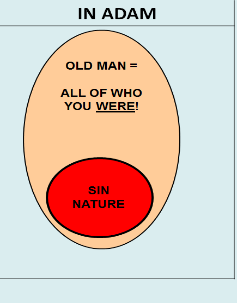 IN ADAM
OLD MAN =
ALL OF WHO
YOU WERE!
SIN
NATURE